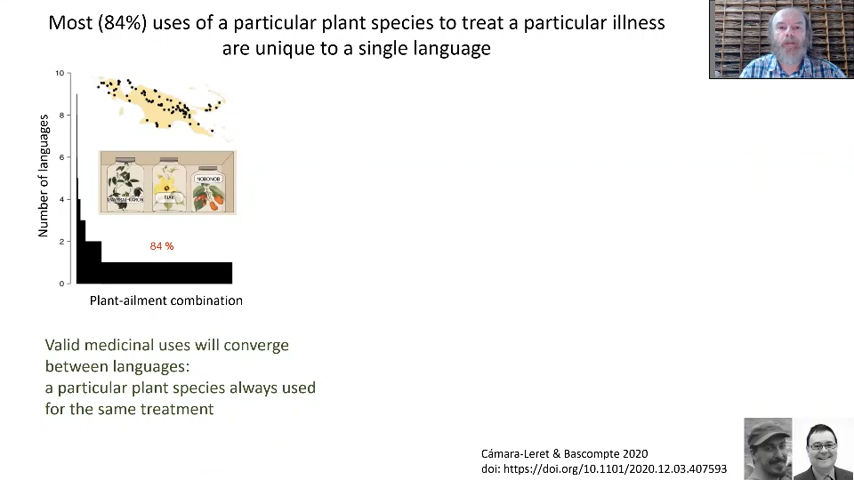 Most (84%) uses of a particular plant species to treat a particular illness
are unique to a single language
10
8
6
4
2
0
Number of languages
NOBONOB
84 %
Plant-ailment combination
Valid medicinal uses will converge
between languages:
a particular plant species always used
for the same treatment
Cámara-Leret & Bascompte 2020
doi: https://doi.org/10.1101/2020.12.03.407593